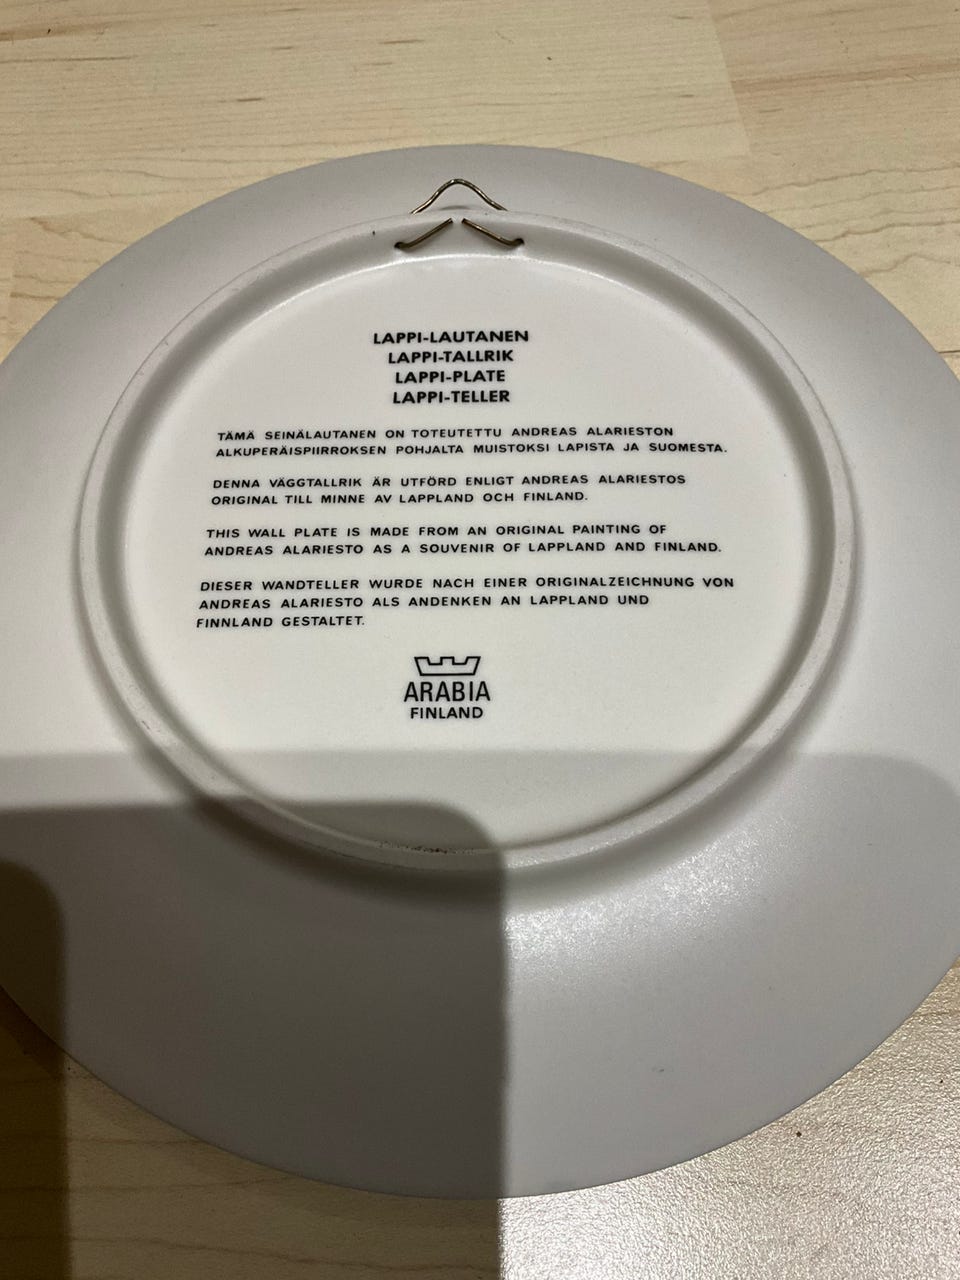 LAPPI-LAUTANEN
LAPPI-TALLRIK
LAPPI-PLATE
LAPPI-TELLER
TÄMÄ SEINÄLAUTANEN ON TOTEUTETTU ANDREAS ALARIESTON
ALKUPERÄISPIIRROKSEN POHJALTA MUISTOKSI LAPISTA JA SUOMESTA.
DENNA VÄGGTALLRIK ÄR UTFÖRD ENLIGT ANDREAS ALARIESTOS
ORIGINAL TILL MINNE AV LAPPLAND OCH FINLAND.
THIS WALL PLATE IS MADE FROM AN ORIGINAL PAINTING OF
ANDREAS ALARIESTO AS A SOUVENIR OF LAPPLAND AND FINLAND.
DIESER WANDTELLER WURDE NACH EINER ORIGINALZEICHNUNG VON
ANDREAS ALARIESTO ALS ANDENKEN AN LAPPLAND UND
FINNLAND GESTALTET.
ARABIA
FINLAND